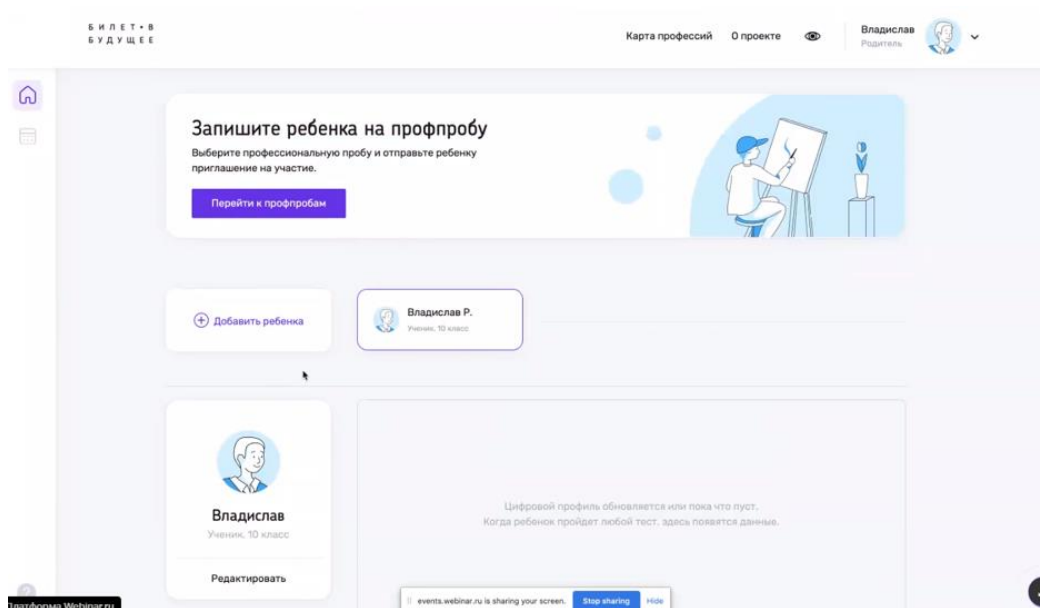 БИЛЕТ•В
БУДУЩЕЕ
Карта профессий
О проекте
Владислав
Родитель
Запишите ребенка на профпробу
Выберите профессиональную пробу и отправьте ребенку
приглашение на участие.
Перейти к профпробам
Добавить ребенка
Владислав Р.
Ученик, 10 класс
Владислав
Ученик, 10 класс
Редактировать
Цифровой профиль обновляется или пока что пуст.
Когда ребенок пройдет любой тест, здесь появятся данные.
Платформа Webinar.ru
events.webinar.ru is sharing your screen.
Stop sharing
Hide